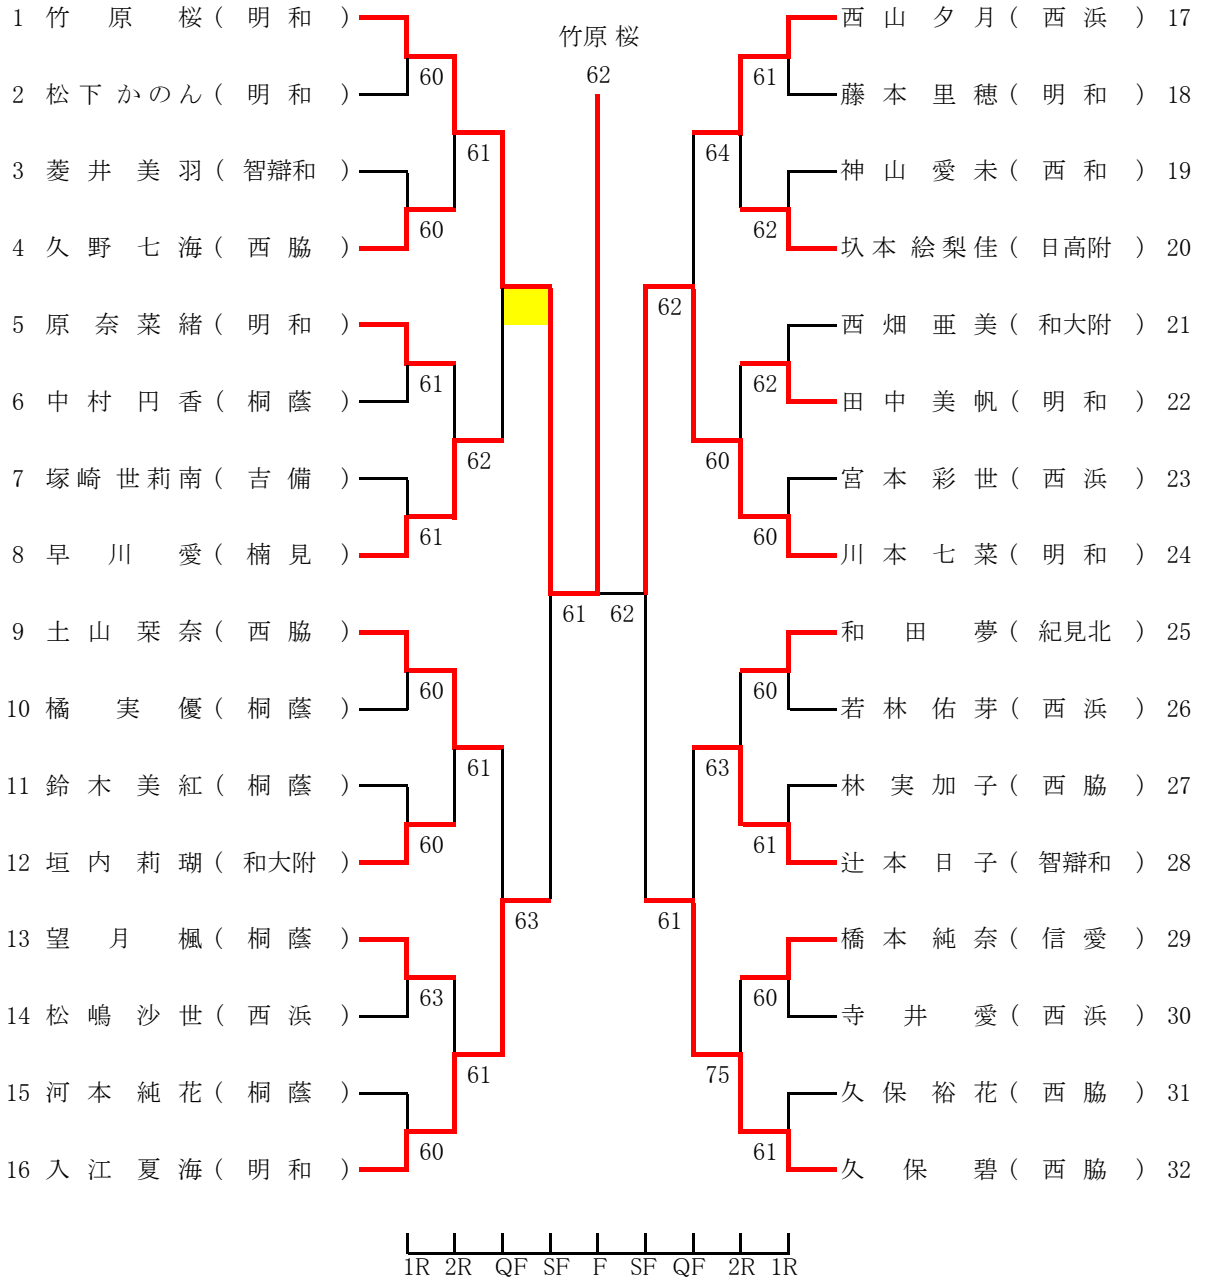 竹原 桜
62
1 竹原桜 ( 明和 )
2 松下かのん ( 明和 )
3 菱井美羽 ( 智辯和 )
4 久野七海 ( 西脇 )
5 原奈菜緒 ( 明和 )
6 中村円香 ( 桐蔭 )
7 塚崎世莉南 ( 吉備 )
8 早川愛 ( 楠見 )
9 土山栞奈 ( 西脇 )
10 橘実優 ( 桐蔭 )
11 鈴木美紅 ( 桐蔭 )
12 垣内莉瑚 ( 和大附 )
13 望月楓 ( 桐蔭 )
14 松嶋沙世 ( 西浜 )
15 河本純花 ( 桐蔭 )
16 入江夏海 ( 明和 )
60
60
61
61
60
60
63
60
61
62
61
61
63
61
62
62
61
64
60
63
75
61
62
62
60
60
61
60
61
西山夕月 ( 西浜 ) 17
藤本里穂 ( 明和 ) 18
神山愛未 ( 西和 ) 19
圦本絵梨佳 ( 日高附 ) 20
西畑亜美 ( 和大附 ) 21
田中美帆 ( 明和 ) 22
宮本彩世 ( 西浜 ) 23
川本七菜 ( 明和 ) 24
和田夢 ( 紀見北 ) 25
若林佑芽 ( 西浜 ) 26
林実加子 ( 西脇 ) 27
辻本日子 ( 智辯和 ) 28
橋本純奈 ( 信愛 ) 29
寺井愛 ( 西浜 ) 30
久保裕花 ( 西脇 ) 31
久保碧 ( 西脇 ) 32
1R 2R QF SF F SF QF 2R 1R